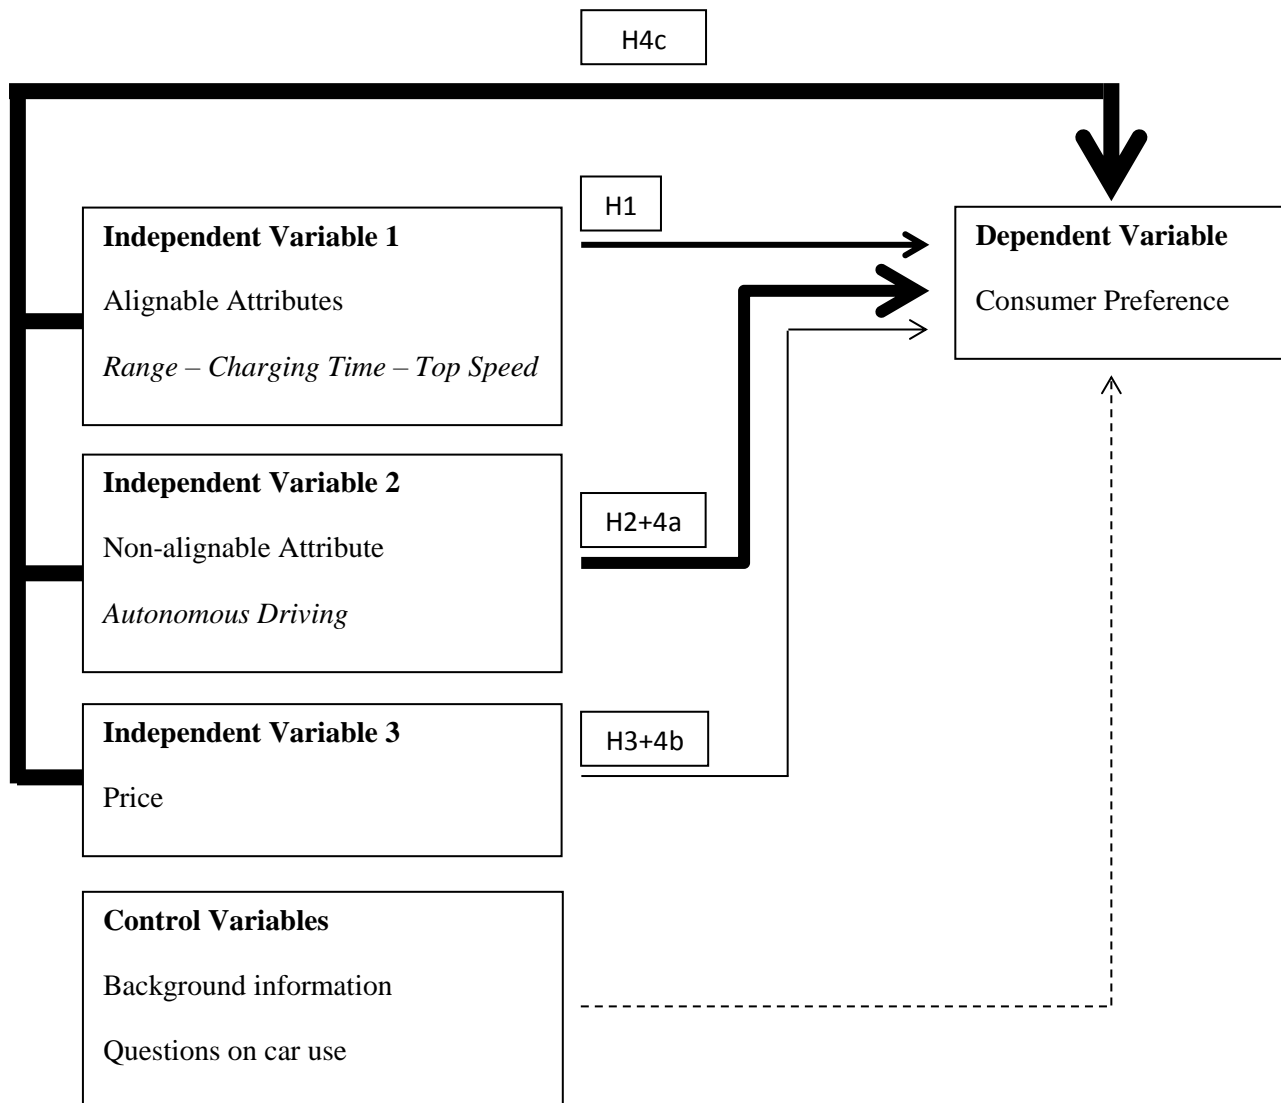 H4c
H1
Independent Variable 1
Alignable Attributes
Range – Charging Time – Top Speed
Dependent Variable
Consumer Preference
Independent Variable 2
Non-alignable Attribute
Autonomous Driving
H2+4a
Independent Variable 3
Price
H3+4b
Control Variables
Background information
Questions on car use